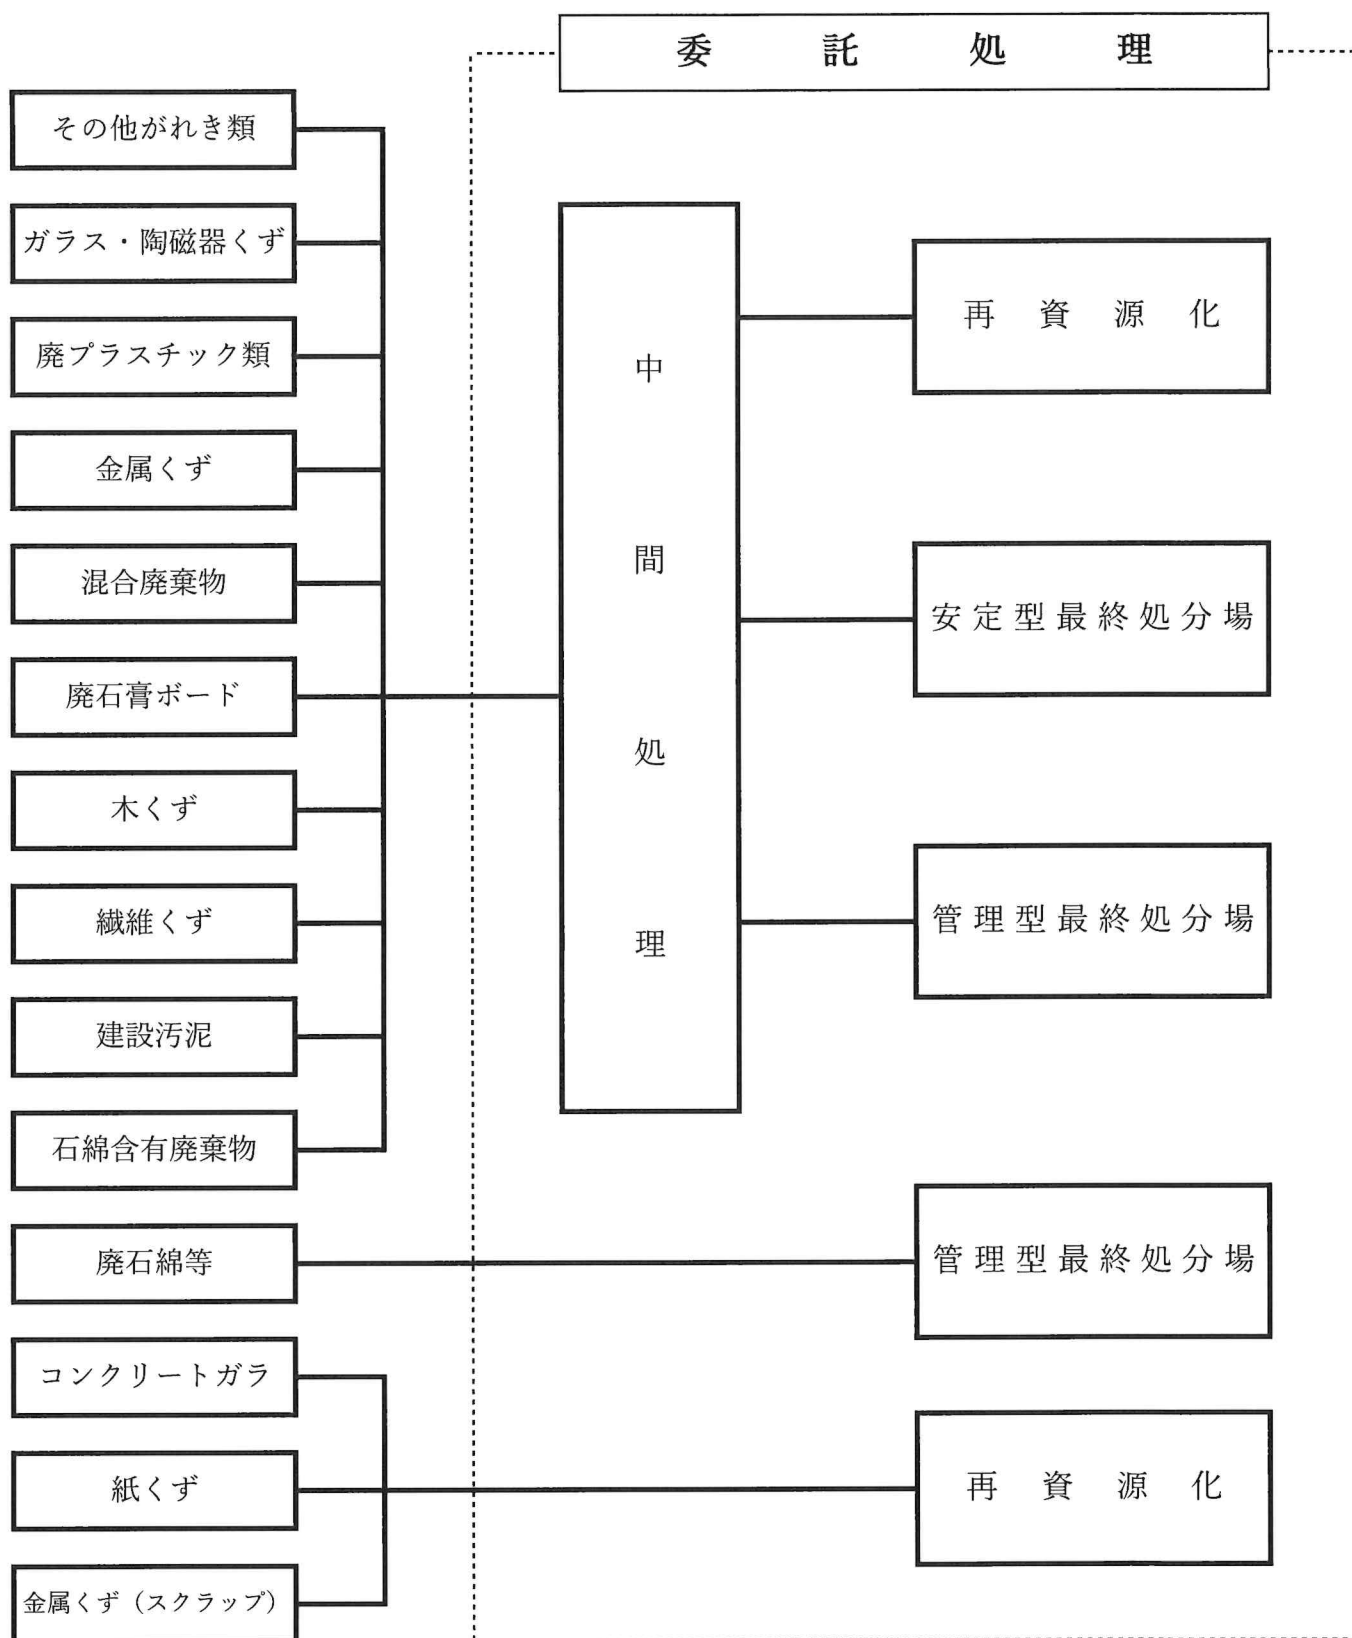 委託処理
その他がれき類
ガラス・陶磁器くず
廃プラスチック類
金属くず
混合廃棄物
廃石膏ボード
木くず
繊維くず
建設汚泥
石綿含有廃棄物
廃石綿等
コンクリートガラ
紙くず
金属くず（スクラップ）
中間処理
再資源化
安定型最終処分場
管理型最終処分場
管理型最終処分場
再資源化